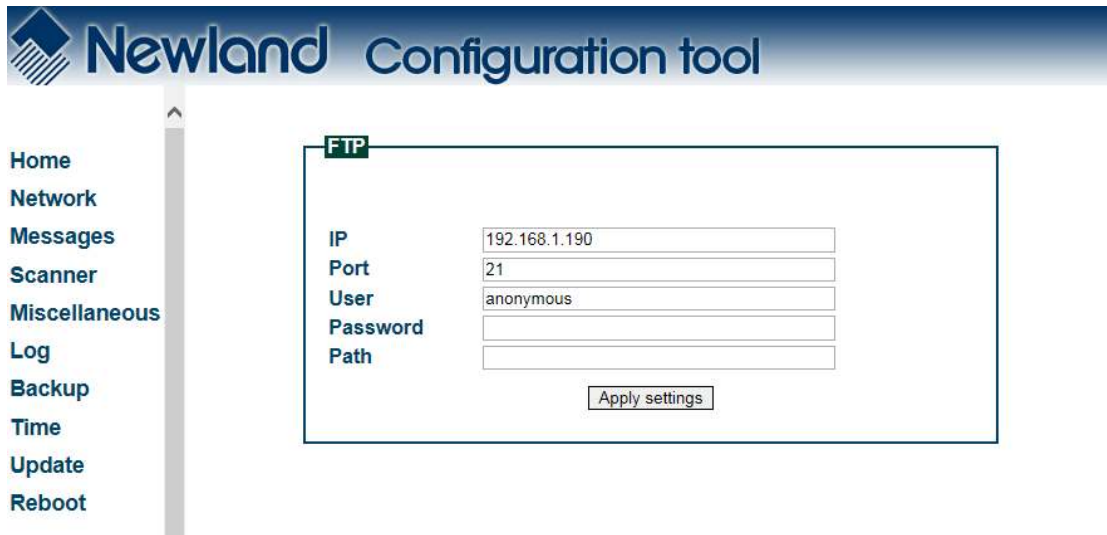 Newland Configuration tool
Home
Network
Messages
Scanner
Miscellaneous
Log
Backup
Time
Update
Reboot
FTP
IP 192.168.1.190
Port 21
User anonymous
Password
Path
Apply settings